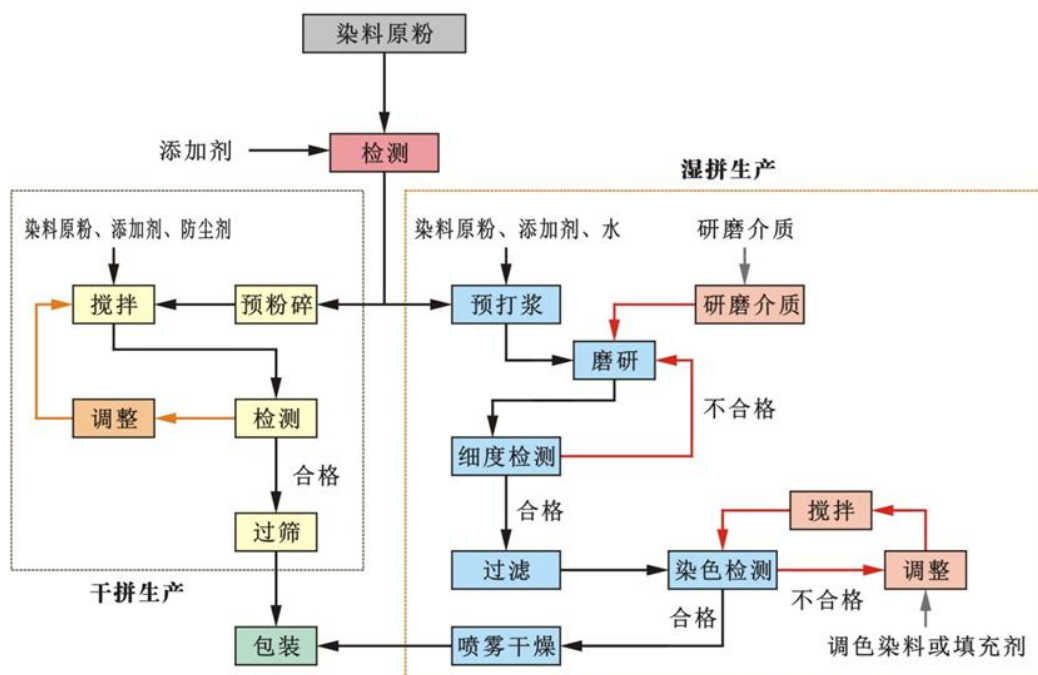 染料原粉
添加剂
检测
湿拼生产
染料原粉、添加剂、防尘剂
染料原粉、添加剂、水
研磨介质
搅拌
预粉碎
预打浆
研磨介质
磨研
调整
检测
不合格
细度检测
合格
合格
搅拌
过筛
过滤
染色检测
调整
不合格
干拼生产
合格
包装
喷雾干燥
调色染料或填充剂